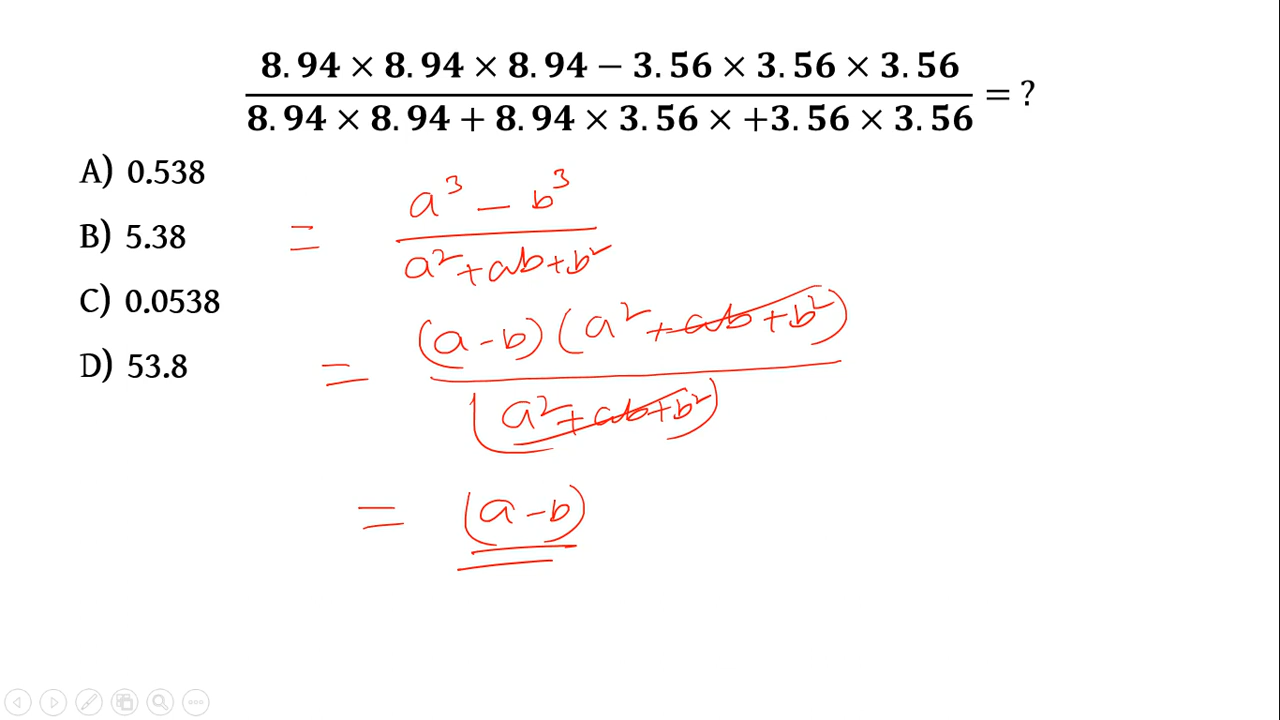 8.94 × 8.94 × 8.94 − 3.56 × 3.56 × 3.56
8.94 × 8.94 + 8.94 × 3.56 × +3.56 × 3.56
= ?
A) 0.538
B) 5.38
C) 0.0538
D) 53.8
= a³ − b³
a² + ab + b²
= (a − b) (a² + ab + b²)
(a² + ab + b²)
= (a − b)